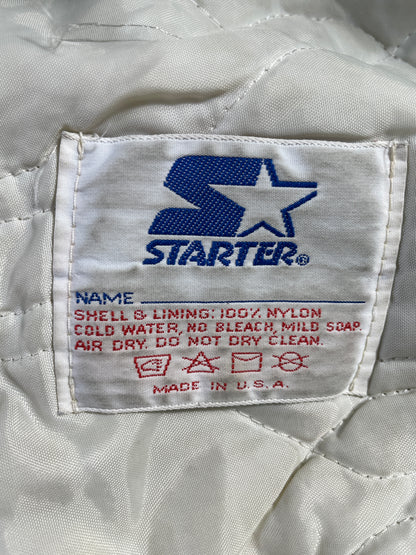 STARTER®
NAME
SHELL & LINING: 100% NYLON
COLD WATER, NO BLEACH, MILD SOAP.
AIR DRY. DO NOT DRY CLEAN.
MADE IN U.S.A.